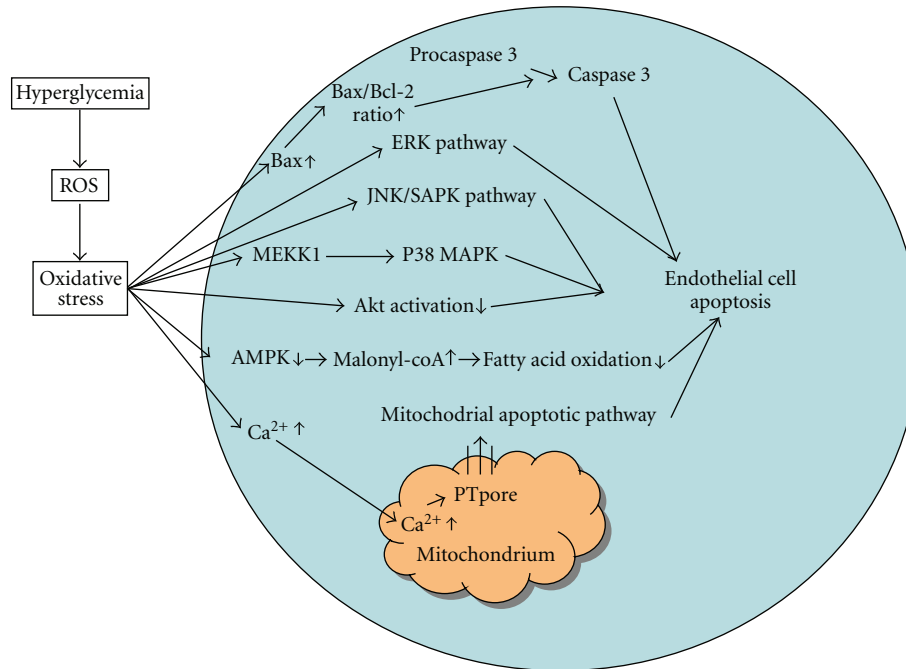 Hyperglycemia
ROS
Oxidative
stress
Procaspase 3
Caspase 3
Bax/Bcl-2
ratio↑
Bax↑
ERK pathway
JNK/SAPK pathway
MEKK1
P38 MAPK
Akt activation↓
Endothelial cell
apoptosis
AMPK↓
Malonyl-coA↑
Fatty acid oxidation↓
Mitochodrial apoptotic pathway
Ca²⁺ ↑
PTpore
Ca²⁺ ↑
Mitochondrium